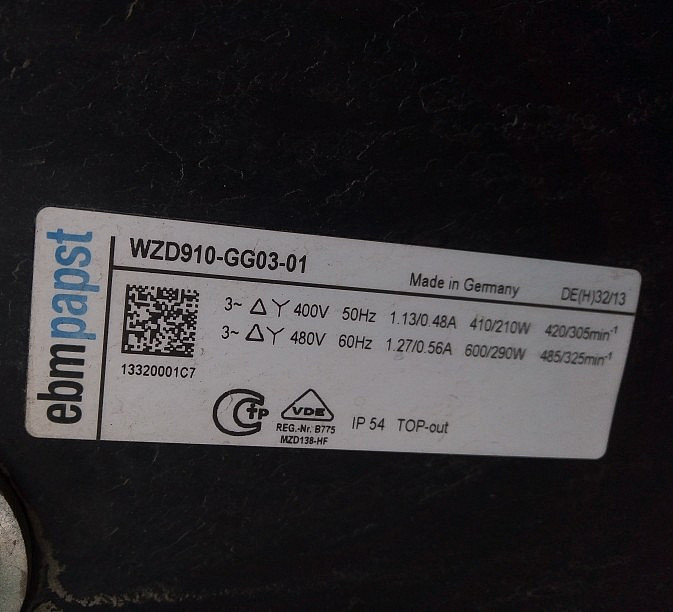 ebmpapst
WZD910-GG03-01
Made in Germany DE(H)32/13
3~ Δ Y 400V 50Hz 1.13/0.48A 410/210W 420/305min⁻¹
3~ Δ Y 480V 60Hz 1.27/0.56A 600/290W 485/325min⁻¹
13320001C7
CtP
VDE
REG.-Nr. B775
MZD138-HF
IP 54 TOP-out